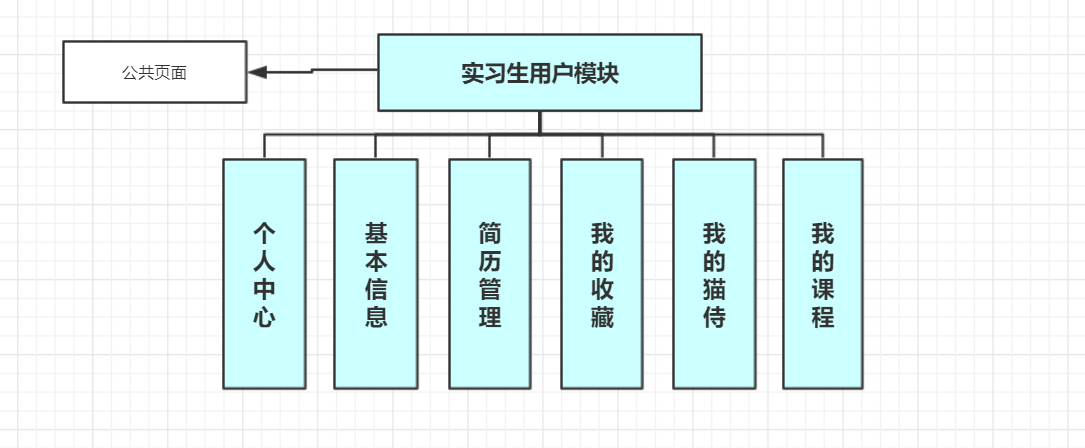 公共页面
实习生用户模块
个人中心
基本信息
简历管理
我的收藏
我的猫侍
我的课程